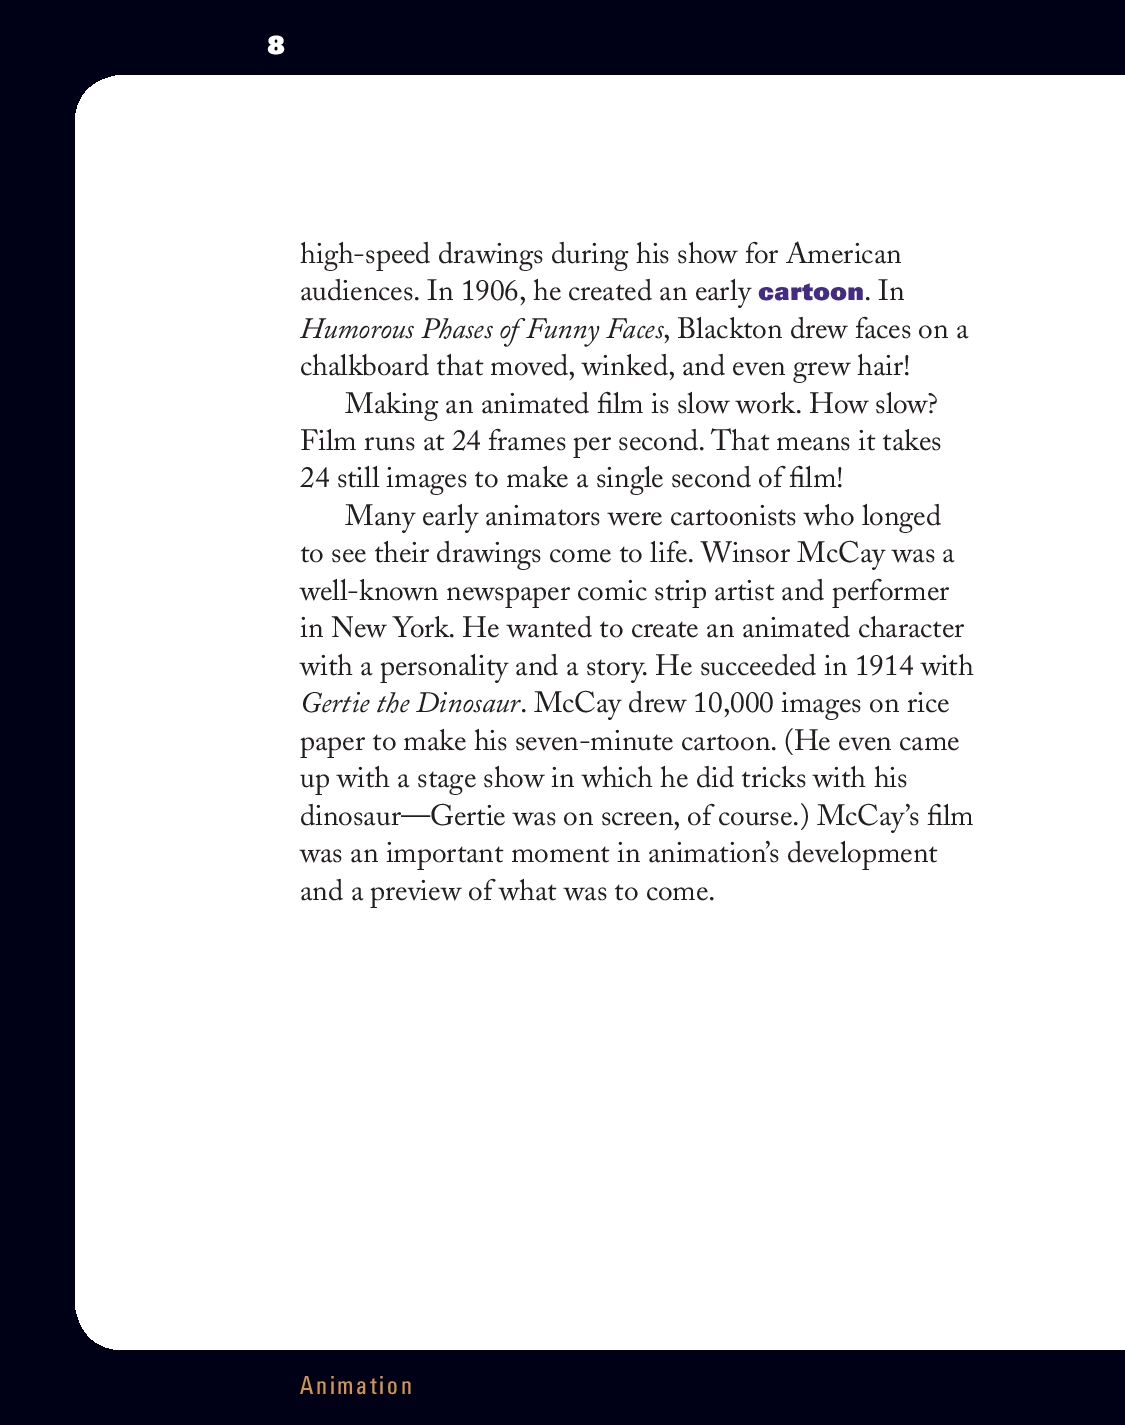 8
high-speed drawings during his show for American
audiences. In 1906, he created an early cartoon. In
Humorous Phases of Funny Faces, Blackton drew faces on a
chalkboard that moved, winked, and even grew hair!
Making an animated film is slow work. How slow?
Film runs at 24 frames per second. That means it takes
24 still images to make a single second of film!
Many early animators were cartoonists who longed
to see their drawings come to life. Winsor McCay was a
well-known newspaper comic strip artist and performer
in New York. He wanted to create an animated character
with a personality and a story. He succeeded in 1914 with
Gertie the Dinosaur. McCay drew 10,000 images on rice
paper to make his seven-minute cartoon. (He even came
up with a stage show in which he did tricks with his
dinosaur—Gertie was on screen, of course.) McCay’s film
was an important moment in animation’s development
and a preview of what was to come.
Animation